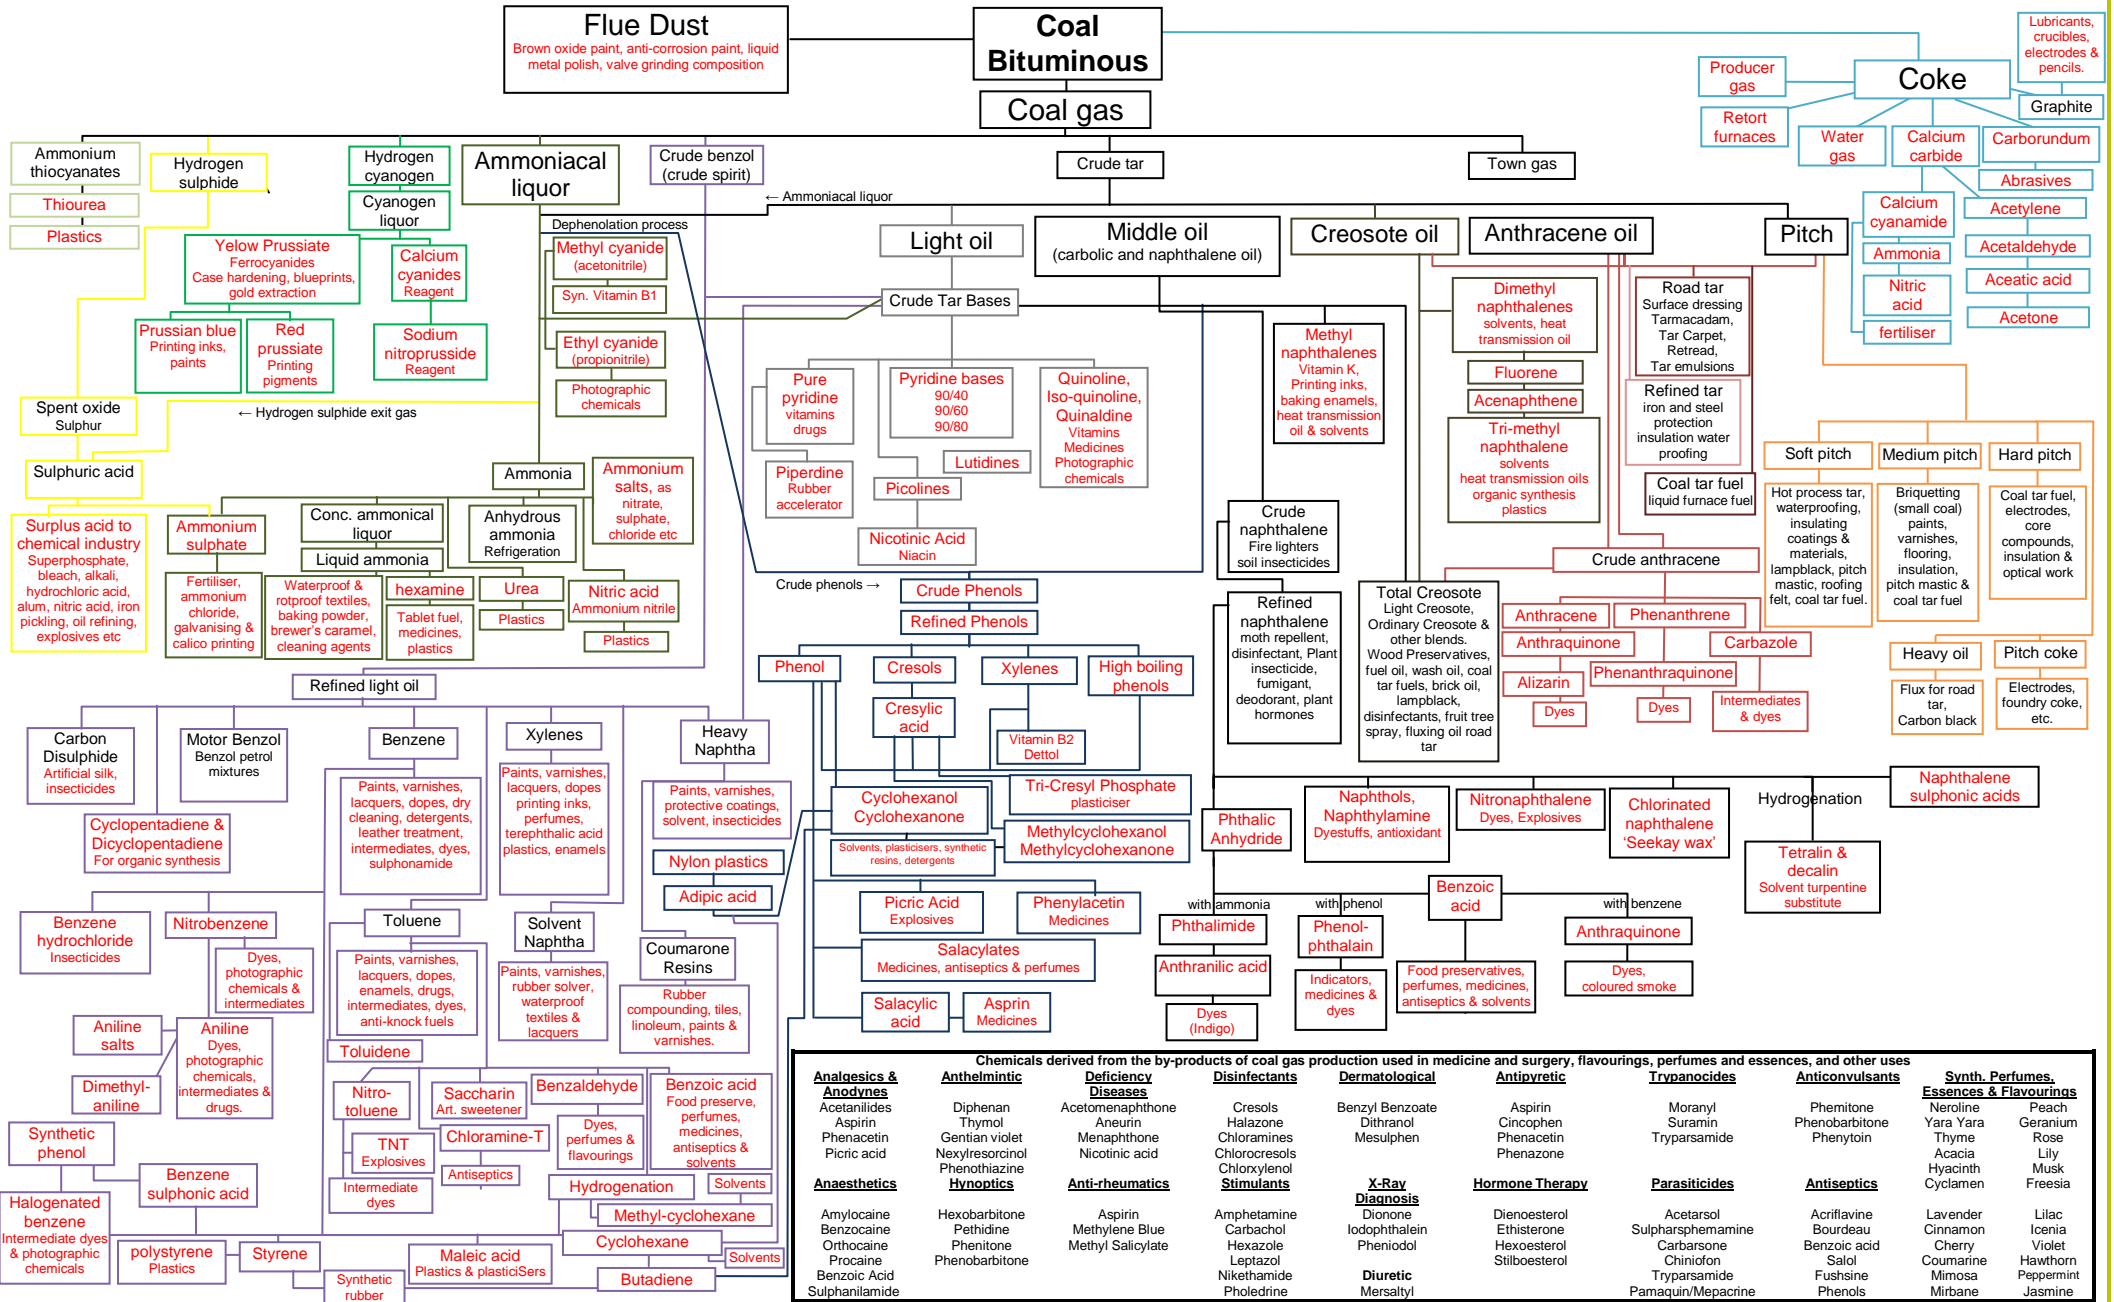 Flue Dust
Brown oxide paint, anti-corrosion paint, liquid
metal polish, valve grinding composition
Coal
Bituminous
Coal gas
Lubricants,
crucibles,
electrodes &
pencils.
Graphite
Coke
Producer
gas
Retort
furnaces
Water
gas
Calcium
carbide
Carborundum
Abrasives
Calcium
cyanamide
Ammonia
Nitric
acid
fertiliser
Acetylene
Acetaldehyde
Aceatic acid
Acetone
Ammonium
thiocyanates
Thiourea
Plastics
Hydrogen
sulphide
Hydrogen
cyanogen
Cyanogen
liquor
Yelow Prussiate
Ferrocyanides
Case hardening, blueprints,
gold extraction
Prussian blue
Printing inks,
paints
Red
prussiate
Printing
pigments
Calcium
cyanides
Reagent
Sodium
nitroprusside
Reagent
Spent oxide
Sulphur
← Hydrogen sulphide exit gas
Sulphuric acid
Surplus acid to
chemical industry
Superphosphate,
bleach, alkali,
hydrochloric acid,
alum, nitric acid, iron
pickling, oil refining,
explosives etc
Ammoniacal
liquor
Crude benzol
(crude spirit)
Crude tar
Town gas
← Ammoniacal liquor
Dephenolation process
Methyl cyanide
(acetonitrile)
Syn. Vitamin B1
Ethyl cyanide
(propionitrile)
Photographic
chemicals
Ammonia
Ammonium
salts, as
nitrate,
sulphate,
chloride etc
Ammonium
sulphate
Fertiliser,
ammonium
chloride,
galvanising &
calico printing
Conc. ammonical
liquor
Liquid ammonia
Waterproof &
rotproof textiles,
baking powder,
brewer's caramel,
cleaning agents
hexamine
Tablet fuel,
medicines,
plastics
Anhydrous
ammonia
Refrigeration
Urea
Plastics
Nitric acid
Ammonium nitrile
Plastics
Light oil
Middle oil
(carbolic and naphthalene oil)
Creosote oil
Anthracene oil
Pitch
Crude Tar Bases
Pure
pyridine
vitamins
drugs
Piperdine
Rubber
accelerator
Pyridine bases
90/40
90/60
90/80
Lutidines
Picolines
Nicotinic Acid
Niacin
Quinoline,
Iso-quinoline,
Quinaldine
Vitamins
Medicines
Photographic
chemicals
Methyl
naphthalenes
Vitamin K,
Printing inks,
baking enamels,
heat transmission
oil & solvents
Dimethyl
naphthalenes
solvents, heat
transmission oil
Fluorene
Acenaphthene
Tri-methyl
naphthalene
solvents
heat transmission oils
organic synthesis
plastics
Road tar
Surface dressing
Tarmacadam,
Tar Carpet,
Retread,
Tar emulsions
Refined tar
iron and steel
protection
insulation water
proofing
Coal tar fuel
liquid furnace fuel
Soft pitch
Hot process tar,
waterproofing,
insulating
coatings &
materials,
lampblack, pitch
mastic, roofing
felt, coal tar fuel.
Medium pitch
Briquetting
(small coal)
paints,
varnishes,
flooring,
insulation,
pitch mastic &
coal tar fuel
Hard pitch
Coal tar fuel,
electrodes,
core
compounds,
insulation &
optical work
Heavy oil
Flux for road
tar,
Carbon black
Pitch coke
Electrodes,
foundry coke,
etc.
Crude
naphthalene
Fire lighters
soil insecticides
Refined
naphthalene
moth repellent,
disinfectant, Plant
insecticide,
fumigant,
deodorant, plant
hormones
Total Creosote
Light Creosote,
Ordinary Creosote &
other blends.
Wood Preservatives,
fuel oil, wash oil, coal
tar fuels, brick oil,
lampblack,
disinfectants, fruit tree
spray, fluxing oil road
tar
Crude anthracene
Anthracene
Anthraquinone
Alizarin
Dyes
Phenanthrene
Phenanthraquinone
Dyes
Carbazole
Intermediates
& dyes
Crude phenols →
Crude Phenols
Refined Phenols
Phenol
Cresols
Cresylic
acid
Xylenes
Vitamin B2
Dettol
High boiling
phenols
Cyclohexanol
Cyclohexanone
Solvents, plasticisers, synthetic
resins, detergents
Tri-Cresyl Phosphate
plasticiser
Methylcyclohexanol
Methylcyclohexanone
Nylon plastics
Adipic acid
Picric Acid
Explosives
Phenylacetin
Medicines
Salacylates
Medicines, antiseptics & perfumes
Salacylic
acid
Asprin
Medicines
Phthalic
Anhydride
Naphthols,
Naphthylamine
Dyestuffs, antioxidant
Nitronaphthalene
Dyes, Explosives
Chlorinated
naphthalene
'Seekay wax'
Hydrogenation
Naphthalene
sulphonic acids
Tetralin &
decalin
Solvent turpentine
substitute
with ammonia
Phthalimide
Anthranilic acid
Dyes
(Indigo)
with phenol
Phenol-
phthalain
Indicators,
medicines &
dyes
Benzoic
acid
Food preservatives,
perfumes, medicines,
antiseptics & solvents
with benzene
Anthraquinone
Dyes,
coloured smoke
Refined light oil
Carbon
Disulphide
Artificial silk,
insecticides
Cyclopentadiene &
Dicyclopentadiene
For organic synthesis
Motor Benzol
Benzol petrol
mixtures
Benzene
Paints, varnishes,
lacquers, dopes, dry
cleaning, detergents,
leather treatment,
intermediates, dyes,
sulphonamide
Xylenes
Paints, varnishes,
lacquers, dopes
printing inks,
perfumes,
terephthalic acid
plastics, enamels
Heavy
Naphtha
Paints, varnishes,
protective coatings,
solvent, insecticides
Benzene
hydrochloride
Insecticides
Nitrobenzene
Dyes,
photographic
chemicals &
intermediates
Aniline
salts
Aniline
Dyes,
photographic
chemicals,
intermediates &
drugs.
Dimethyl-
aniline
Synthetic
phenol
Benzene
sulphonic acid
Halogenated
benzene
Intermediate dyes
& photographic
chemicals
polystyrene
Plastics
Styrene
Synthetic
rubber
Maleic acid
Plastics & plasticiSers
Toluene
Paints, varnishes,
lacquers, dopes,
enamels, drugs,
intermediates, dyes,
anti-knock fuels
Toluidene
Solvent
Naphtha
Paints, varnishes,
rubber solver,
waterproof
textiles &
lacquers
Coumarone
Resins
Rubber
compounding, tiles,
linoleum, paints &
varnishes.
Nitro-
toluene
TNT
Explosives
Intermediate
dyes
Saccharin
Art. sweetener
Chloramine-T
Antiseptics
Benzaldehyde
Dyes,
perfumes &
flavourings
Benzoic acid
Food preserve,
perfumes,
medicines,
antiseptics &
solvents
Hydrogenation
Solvents
Methyl-cyclohexane
Cyclohexane
Solvents
Butadiene
Chemicals derived from the by-products of coal gas production used in medicine and surgery, flavourings, perfumes and essences, and other uses
Analgesics &
Anodynes
Acetanilides
Aspirin
Phenacetin
Picric acid
Anthelmintic
Diphenan
Thymol
Gentian violet
Nexylresorcinol
Phenothiazine
Deficiency
Diseases
Acetomenaphthone
Aneurin
Menaphthone
Nicotinic acid
Disinfectants
Cresols
Halazone
Chloramines
Chlorocresols
Chlorxylenol
Dermatological
Benzyl Benzoate
Dithranol
Mesulphen
Antipyretic
Aspirin
Cincophen
Phenacetin
Phenazone
Trypanocides
Moranyl
Suramin
Tryparsamide
Anticonvulsants
Phemitone
Phenobarbitone
Phenytoin
Synth. Perfumes,
Essences & Flavourings
Neroline Peach
Yara Yara Geranium
Thyme Rose
Acacia Lily
Hyacinth Musk
Cyclamen Freesia
Lavender Lilac
Cinnamon Icenia
Cherry Violet
Coumarine Hawthorn
Mimosa Peppermint
Mirbane Jasmine
Anaesthetics
Amylocaine
Benzocaine
Orthocaine
Procaine
Benzoic Acid
Sulphanilamide
Hynoptics
Hexobarbitone
Pethidine
Phenitone
Phenobarbitone
Anti-rheumatics
Aspirin
Methylene Blue
Methyl Salicylate
Stimulants
Amphetamine
Carbachol
Hexazole
Leptazol
Nikethamide
Pholedrine
X-Ray
Diagnosis
Dionone
Iodophthalein
Pheniodol
Diuretic
Mersaltyl
Hormone Therapy
Dienoesterol
Ethisterone
Hexoesterol
Stilboesterol
Parasiticides
Acetarsol
Sulpharsphemamine
Carbarsone
Chiniofon
Tryparsamide
Pamaquin/Mepacrine
Antiseptics
Acriflavine
Bourdeau
Benzoic acid
Salol
Fushsine
Phenols